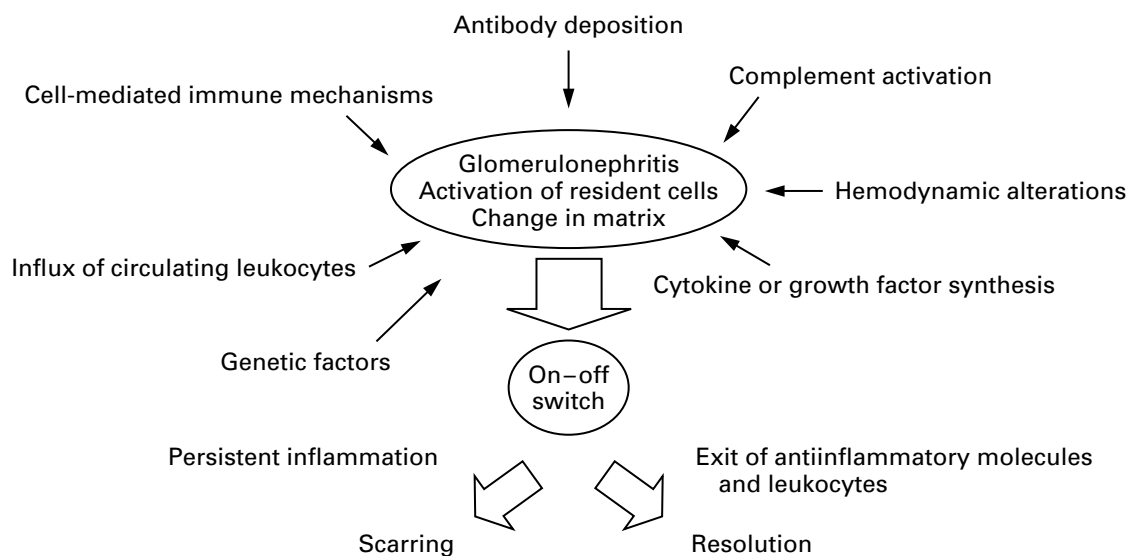 Antibody deposition
Complement activation
Cell-mediated immune mechanisms
Glomerulonephritis
Activation of resident cells
Change in matrix
Hemodynamic alterations
Influx of circulating leukocytes
Cytokine or growth factor synthesis
Genetic factors
On–off
switch
Persistent inflammation
Exit of antiinflammatory molecules
and leukocytes
Scarring
Resolution